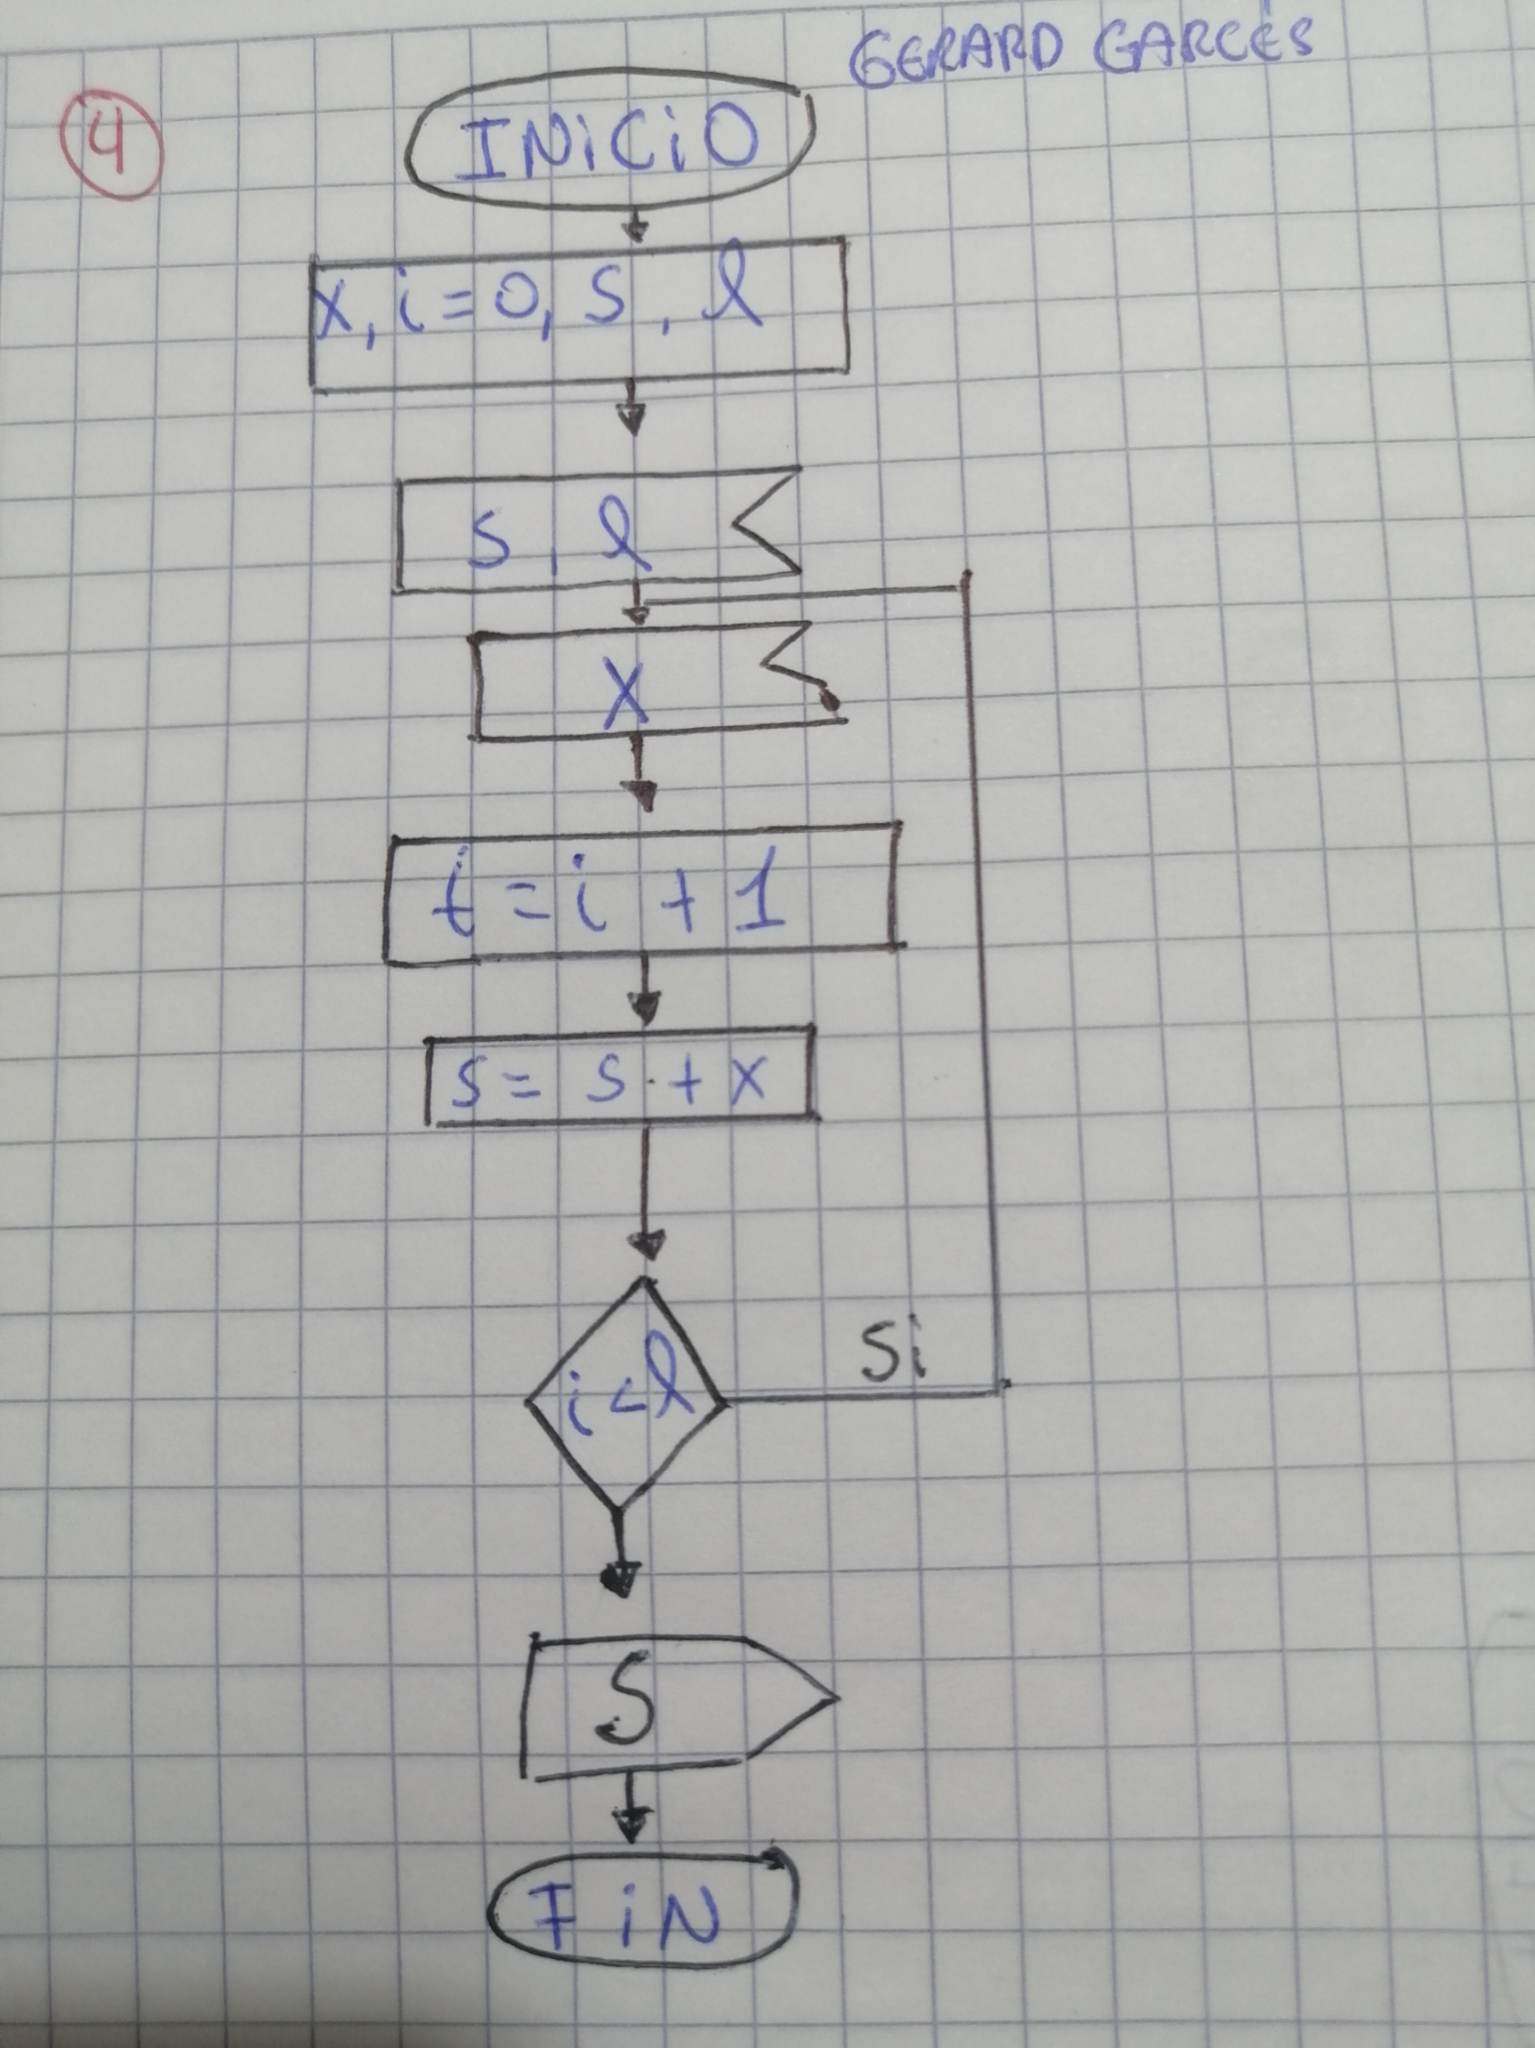 GERARD GARCÉS
4
INiCiO
x, i = 0, S, l
S, l
X
i = i + 1
S = S + x
i < l
Si
S
FiN